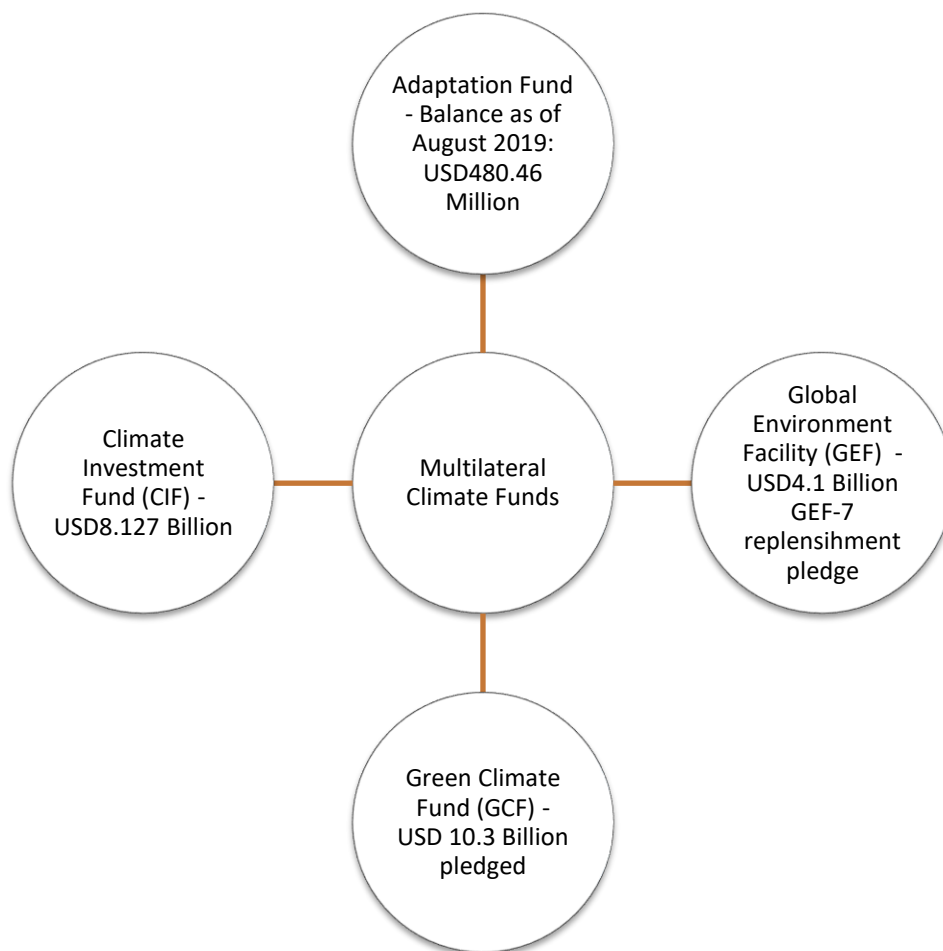 Adaptation Fund
- Balance as of
August 2019:
USD480.46
Million
Climate
Investment
Fund (CIF) -
USD8.127 Billion
Multilateral
Climate Funds
Global
Environment
Facility (GEF)  -
USD4.1 Billion
GEF-7
replensihment
pledge
Green Climate
Fund (GCF) -
USD 10.3 Billion
pledged